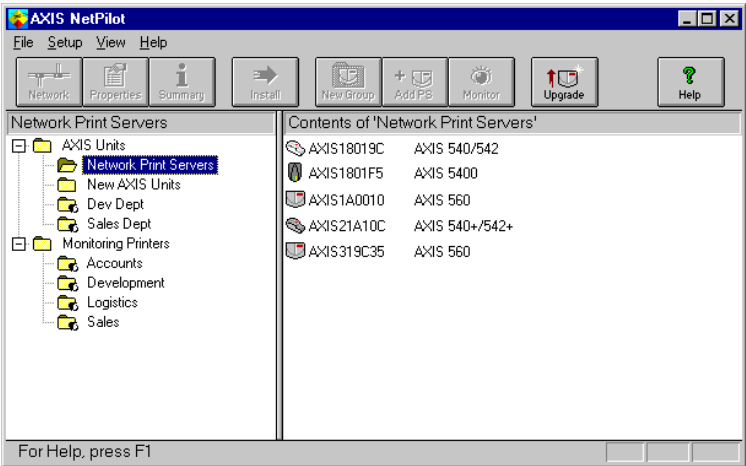 AXIS NetPilot
File Setup View Help
Network Properties Summary Install New Group Add PS Monitor Upgrade Help
Network Print Servers
Contents of 'Network Print Servers'
AXIS Units
Network Print Servers
New AXIS Units
Dev Dept
Sales Dept
Monitoring Printers
Accounts
Development
Logistics
Sales
AXIS18019C AXIS 540/542
AXIS1801F5 AXIS 5400
AXIS1A0010 AXIS 560
AXIS21A10C AXIS 540+/542+
AXIS319C35 AXIS 560
For Help, press F1